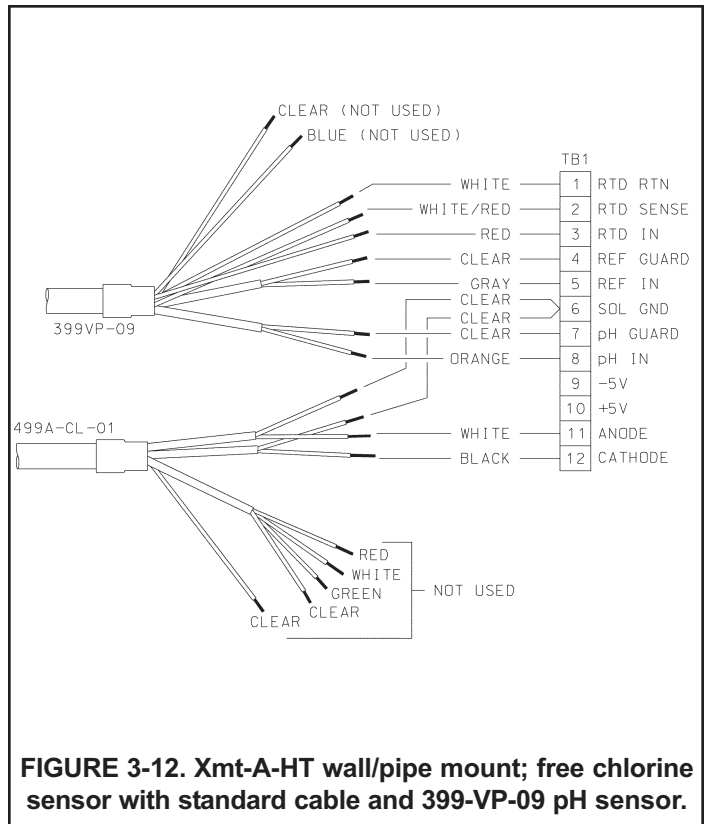 CLEAR (NOT USED)
BLUE (NOT USED)
TB1
WHITE 1 RTD RTN
WHITE/RED 2 RTD SENSE
RED 3 RTD IN
CLEAR 4 REF GUARD
GRAY 5 REF IN
CLEAR
6 SOL GND
CLEAR
CLEAR 7 pH GUARD
ORANGE 8 pH IN
9 -5V
10 +5V
WHITE 11 ANODE
BLACK 12 CATHODE
399VP-09
499A-CL-01
RED
WHITE
GREEN
CLEAR
CLEAR
NOT USED
FIGURE 3-12. Xmt-A-HT wall/pipe mount; free chlorine
sensor with standard cable and 399-VP-09 pH sensor.